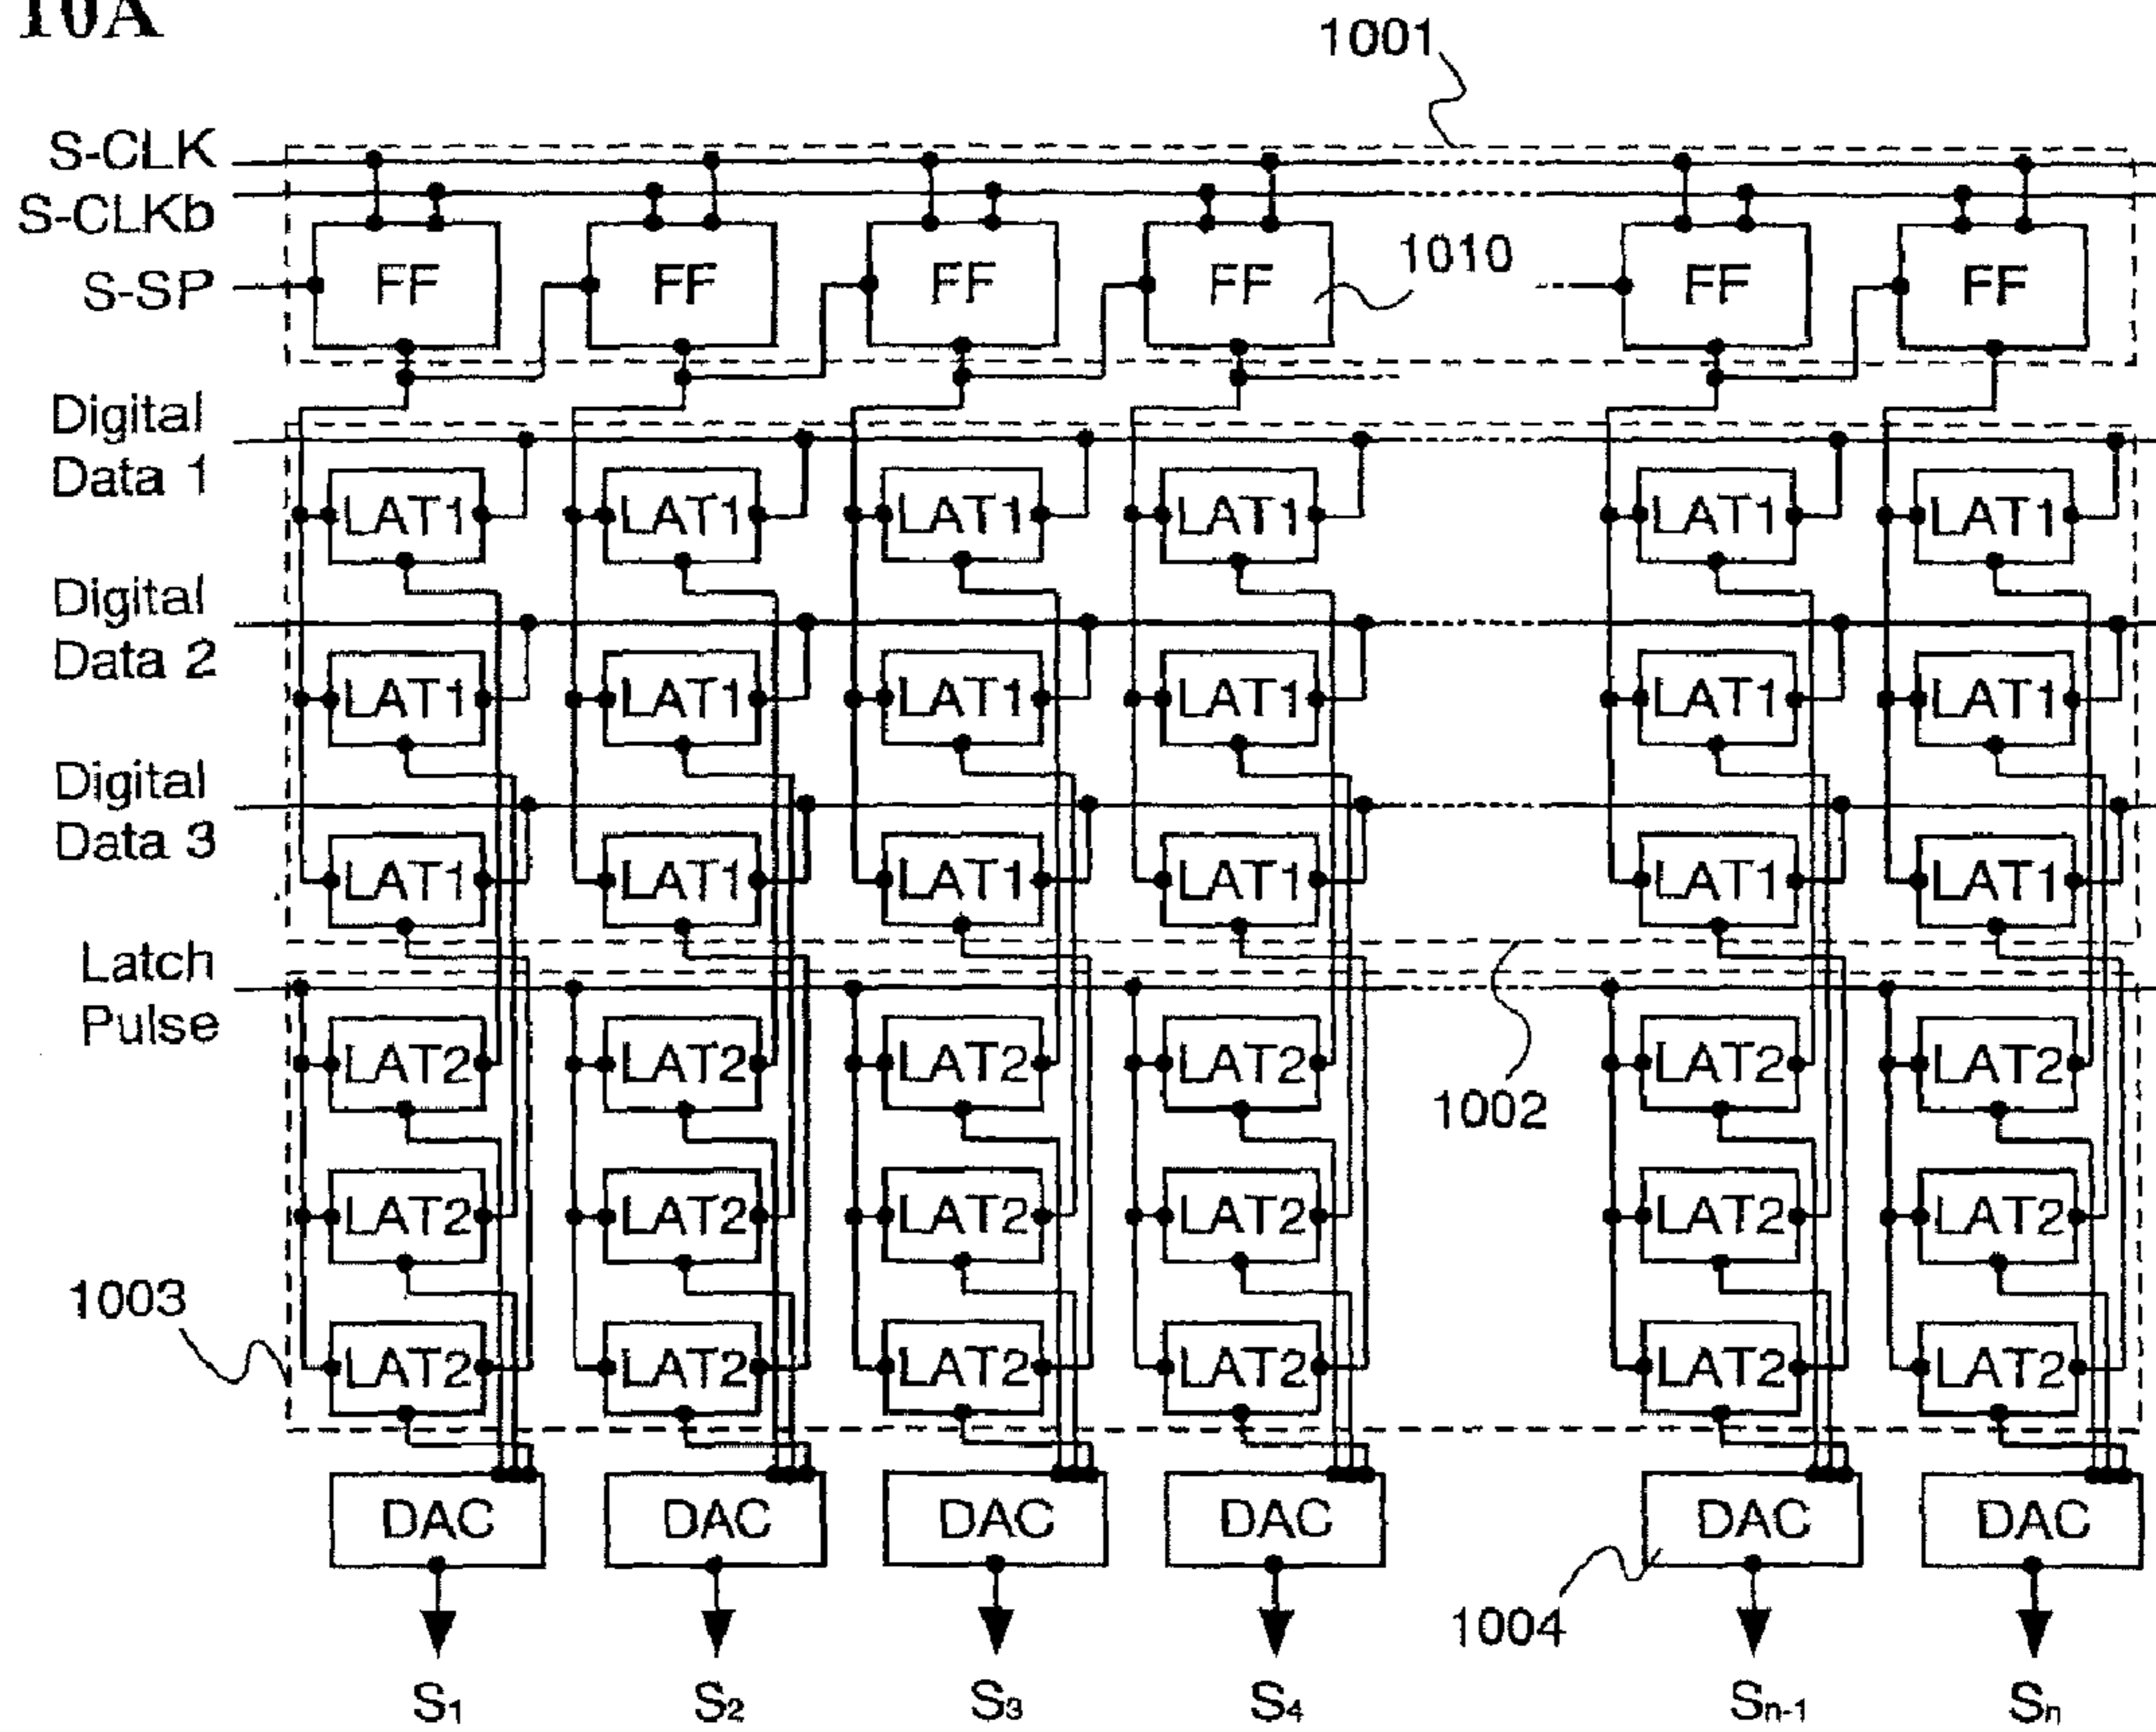 10A
1001
S-CLK
S-CLKb
S-SP
FF FF FF FF 1010 FF FF
Digital
Data 1
LAT1 LAT1 LAT1 LAT1 LAT1 LAT1
Digital
Data 2
LAT1 LAT1 LAT1 LAT1 LAT1 LAT1
Digital
Data 3
LAT1 LAT1 LAT1 LAT1 LAT1 LAT1
Latch
Pulse
LAT2 LAT2 LAT2 LAT2 LAT2 LAT2
1002
LAT2 LAT2 LAT2 LAT2 LAT2 LAT2
1003
LAT2 LAT2 LAT2 LAT2 LAT2 LAT2
DAC DAC DAC DAC DAC DAC
1004
S1 S2 S3 S4 Sn-1 Sn